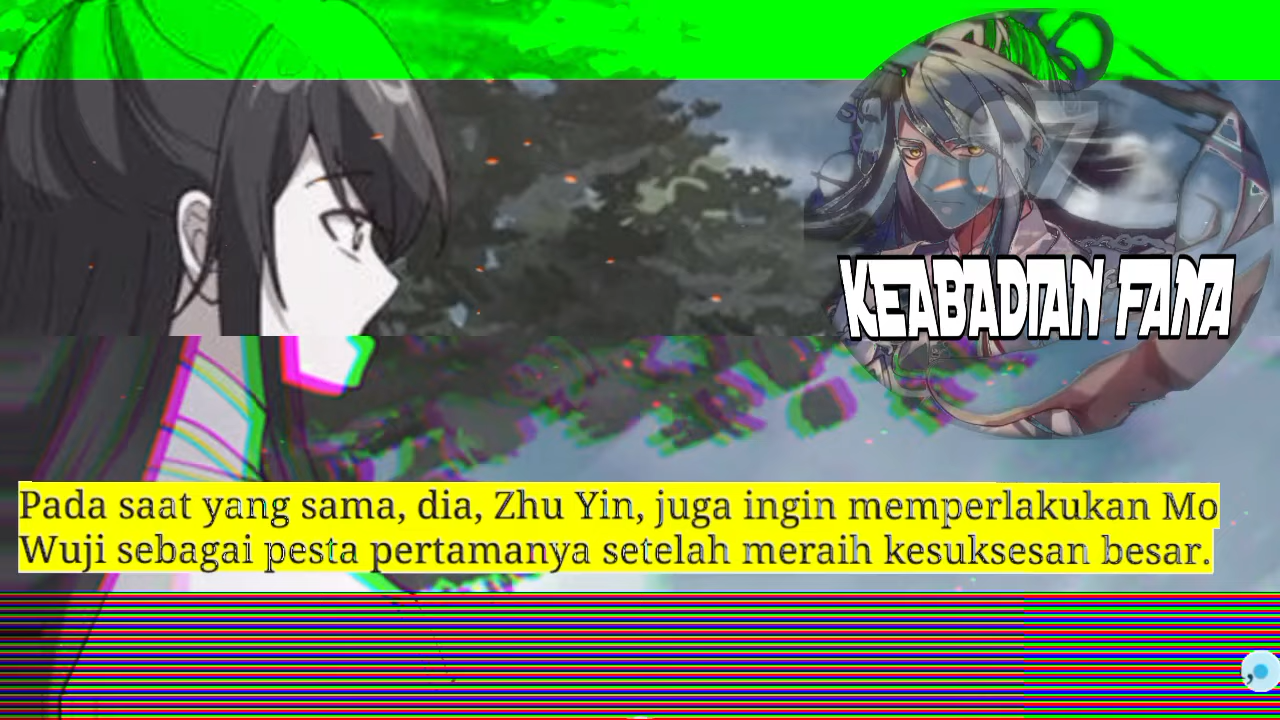 KEABADIAN FANA
Pada saat yang sama, dia, Zhu Yin, juga ingin memperlakukan Mo
Wuji sebagai pesta pertamanya setelah meraih kesuksesan besar.